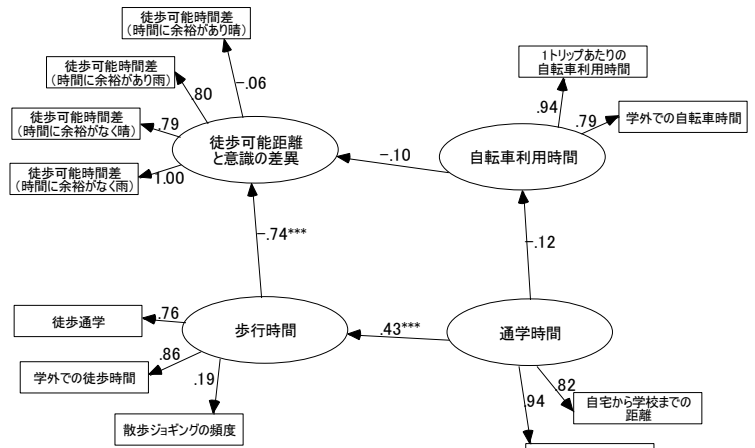 徒歩可能時間差
(時間に余裕があり晴)
徒歩可能時間差
(時間に余裕があり雨)
徒歩可能時間差
(時間に余裕がなく晴)
徒歩可能時間差
(時間に余裕がなく雨)
-.06
.80
.79
1.00
徒歩可能距離
と意識の差異
1トリップあたりの
自転車利用時間
学外での自転車時間
.94
.79
自転車利用時間
-.10
-.74***
-.12
徒歩通学
.76
歩行時間
.43***
通学時間
学外での徒歩時間
.86
.19
散歩ジョギングの頻度
.94
.82
自宅から学校までの
距離